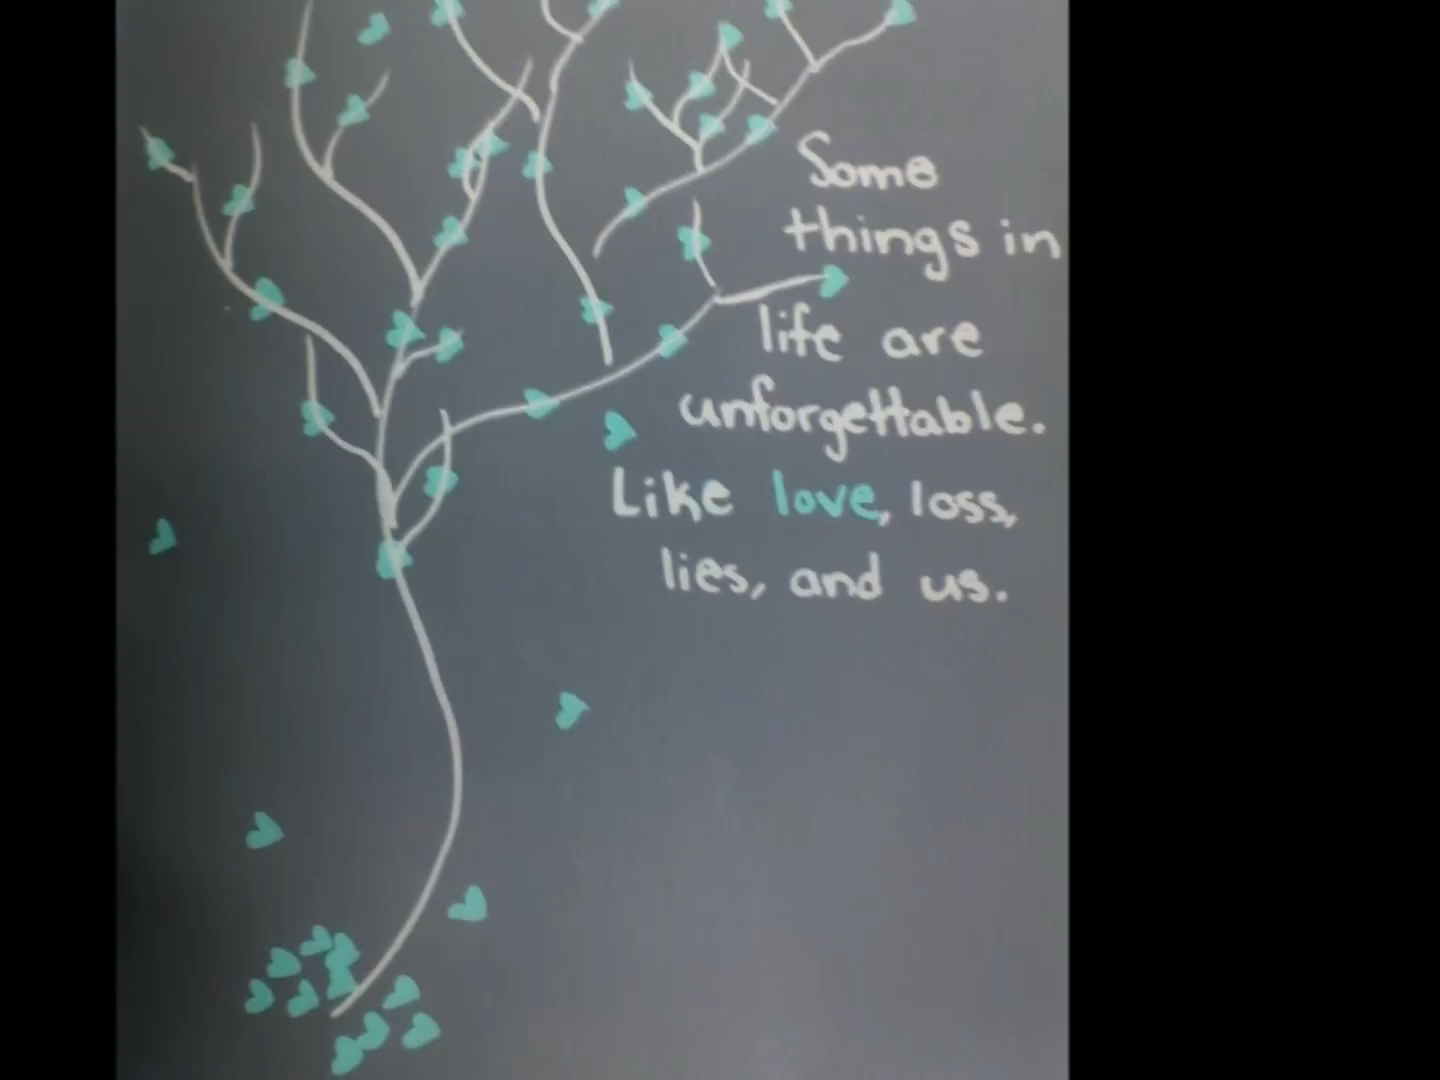 Some
things in
life are
unforgettable.
Like love, loss,
lies, and us.